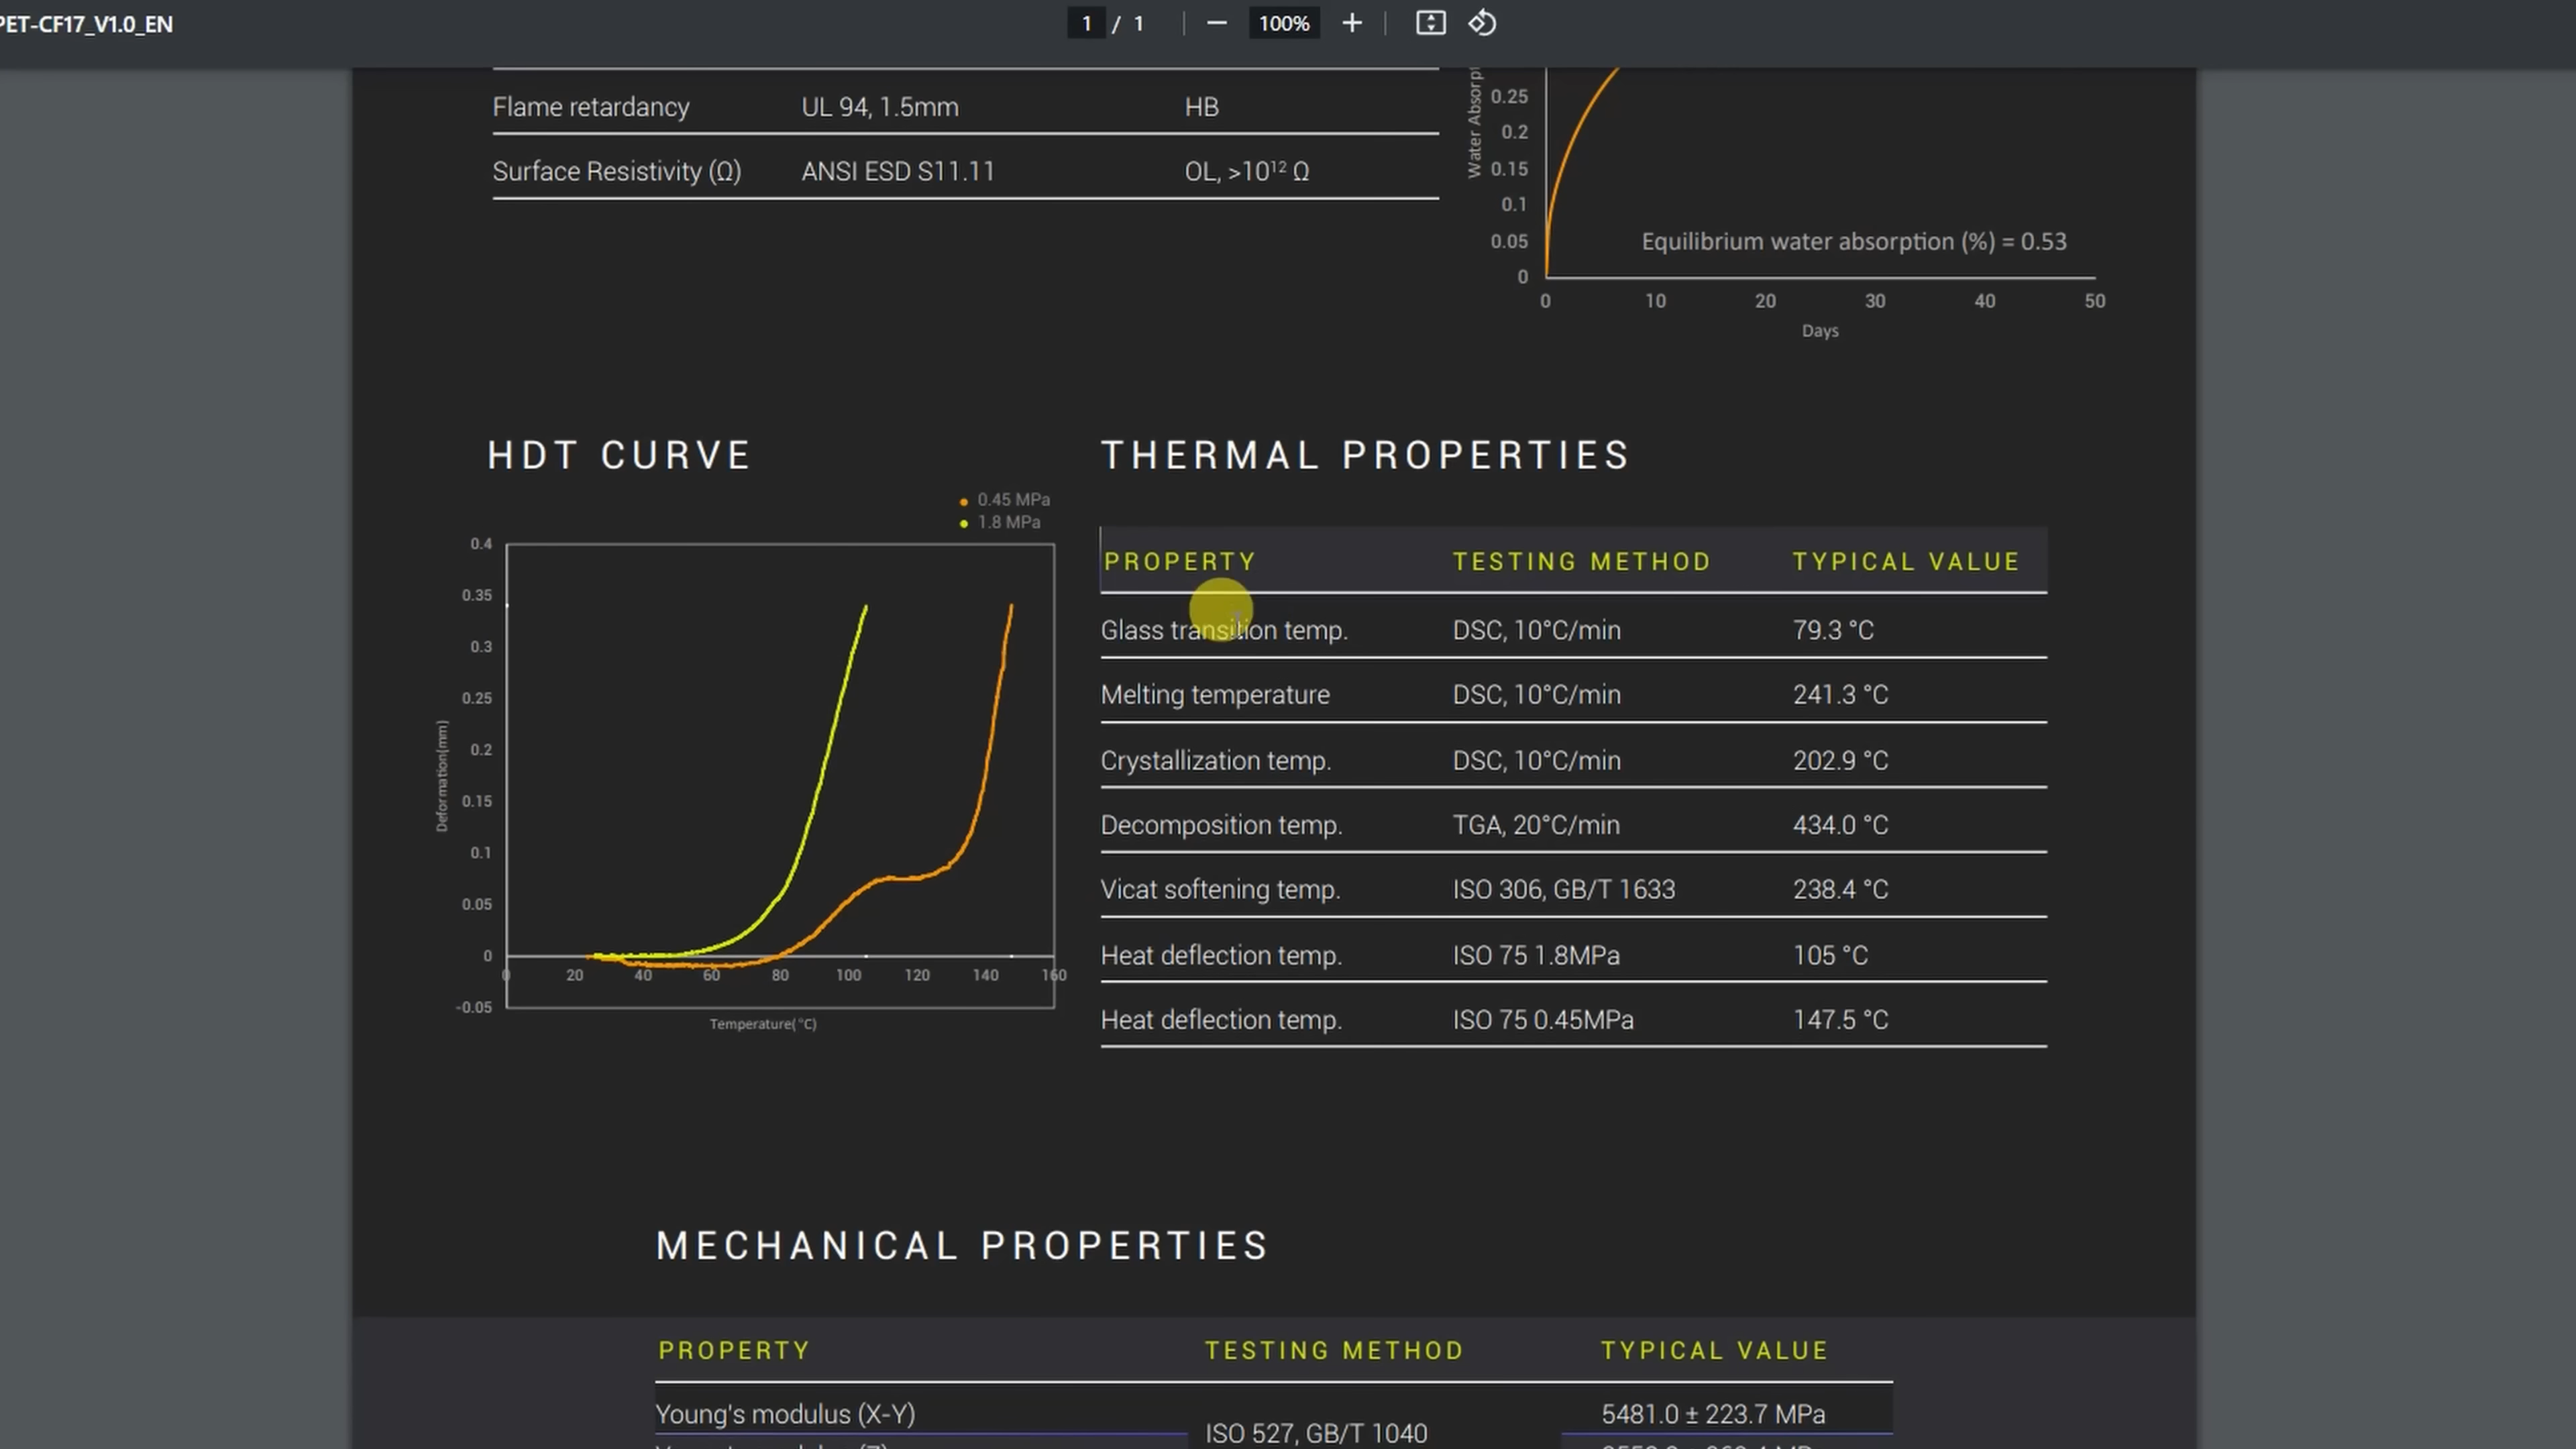 PET-CF17_V1.0_EN
1 / 1
100%
Flame retardancy UL 94, 1.5mm HB
Surface Resistivity (Ω) ANSI ESD S11.11 OL, >10¹² Ω
0.25
0.2
0.15
0.1
0.05
0
Equilibrium water absorption (%) = 0.53
0 10 20 30 40 50
Days
HDT CURVE
0.45 MPa
1.8 MPa
0.4
0.35
0.3
0.25
0.2
0.15
0.1
0.05
0
-0.05
Deformation(mm)
0 20 40 60 80 100 120 140 160
Temperature(°C)
THERMAL PROPERTIES
PROPERTY TESTING METHOD TYPICAL VALUE
Glass transition temp. DSC, 10°C/min 79.3 °C
Melting temperature DSC, 10°C/min 241.3 °C
Crystallization temp. DSC, 10°C/min 202.9 °C
Decomposition temp. TGA, 20°C/min 434.0 °C
Vicat softening temp. ISO 306, GB/T 1633 238.4 °C
Heat deflection temp. ISO 75 1.8MPa 105 °C
Heat deflection temp. ISO 75 0.45MPa 147.5 °C
MECHANICAL PROPERTIES
PROPERTY TESTING METHOD TYPICAL VALUE
Young's modulus (X-Y) 5481.0 ± 223.7 MPa
ISO 527, GB/T 1040